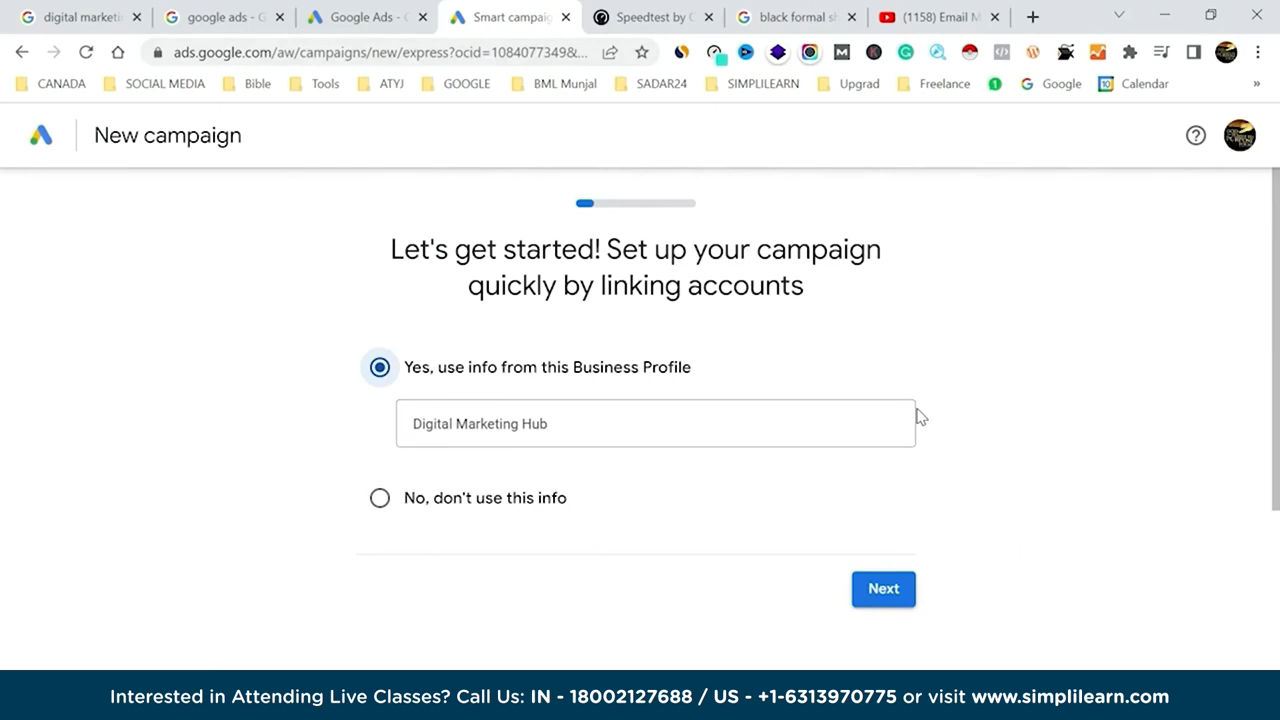 digital marketi
google ads - G
Google Ads - G
Smart campaig
Speedtest by O
black formal sh
(1158) Email M
ads.google.com/aw/campaigns/new/express?ocid=1084077349&...
CANADA
SOCIAL MEDIA
Bible
Tools
ATYJ
GOOGLE
BML Munjal
SADAR24
SIMPLILEARN
Upgrad
Freelance
Google
Calendar
New campaign
Let's get started! Set up your campaign
quickly by linking accounts
Yes, use info from this Business Profile
Digital Marketing Hub
No, don't use this info
Next
Interested in Attending Live Classes? Call Us: IN - 18002127688 / US - +1-6313970775 or visit www.simplilearn.com